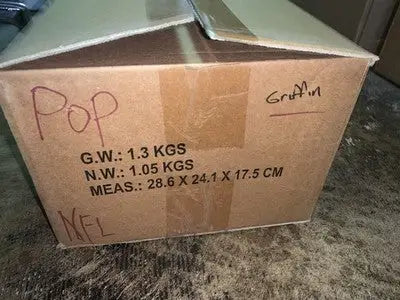 POP
Griffin
G.W.: 1.3 KGS
N.W.: 1.05 KGS
MEAS.: 28.6 X 24.1 X 17.5 CM
NFL